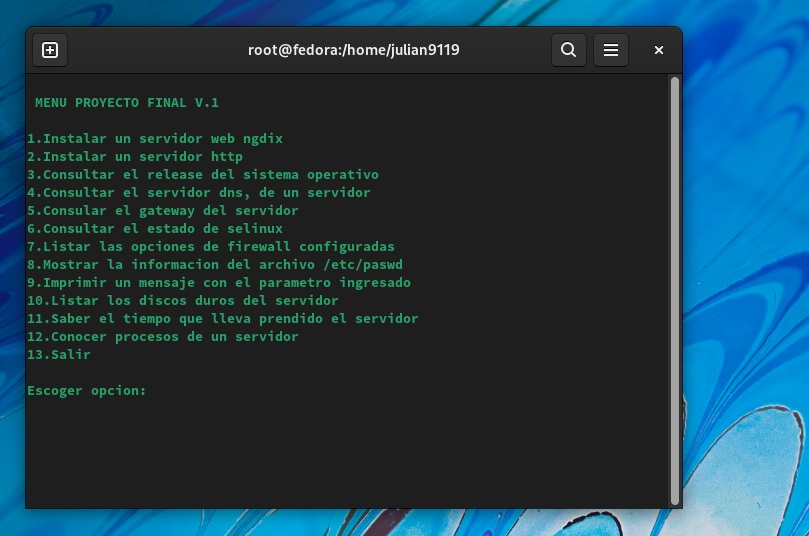 root@fedora:/home/julian9119
MENU PROYECTO FINAL V.1
1.Instalar un servidor web ngdix
2.Instalar un servidor http
3.Consultar el release del sistema operativo
4.Consultar el servidor dns, de un servidor
5.Consular el gateway del servidor
6.Consultar el estado de selinux
7.Listar las opciones de firewall configuradas
8.Mostrar la informacion del archivo /etc/paswd
9.Imprimir un mensaje con el parametro ingresado
10.Listar los discos duros del servidor
11.Saber el tiempo que lleva prendido el servidor
12.Conocer procesos de un servidor
13.Salir
Escoger opcion: